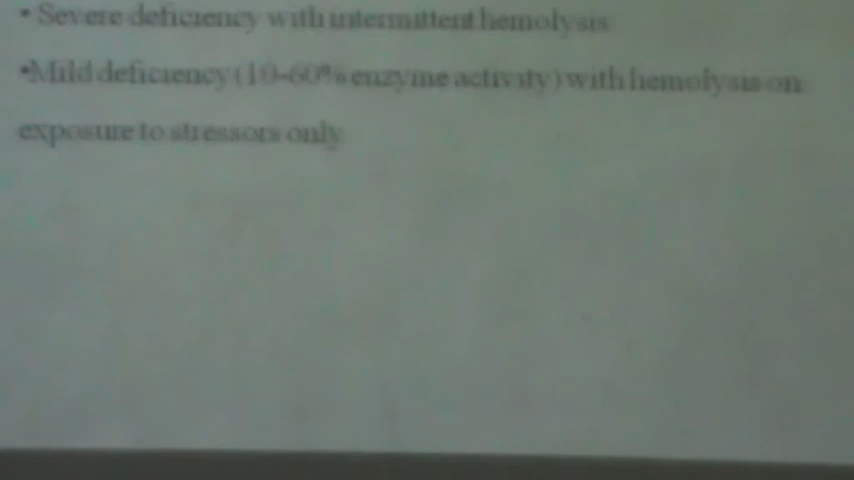 • Severe deficiency with intermittent hemolysis
•Mild deficiency (10-60% enzyme activity) with hemolysis on
exposure to stressors only